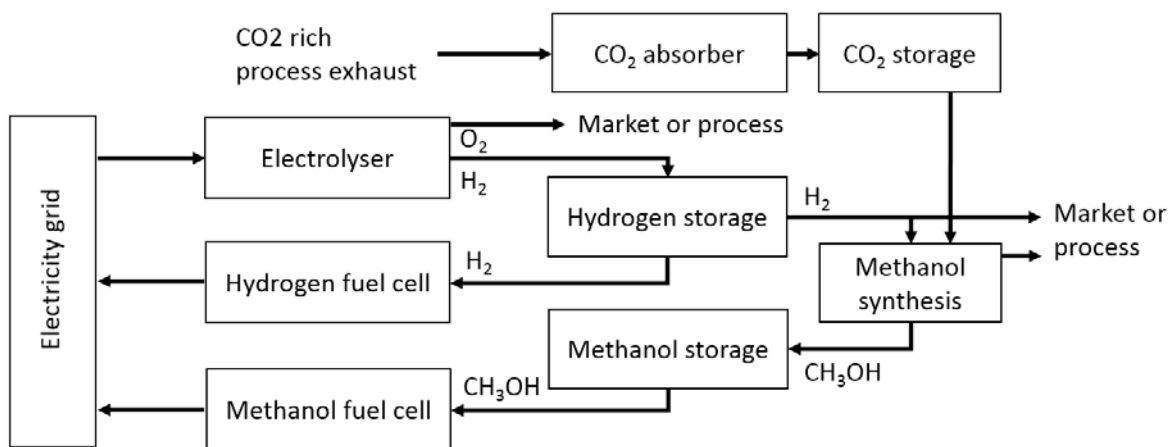 CO2 rich
process exhaust
CO₂ absorber
CO₂ storage
Electricity grid
Electrolyser
O₂
H₂
Market or process
Hydrogen storage
H₂
Market or
process
Hydrogen fuel cell
H₂
Methanol
synthesis
Methanol storage
CH₃OH
Methanol fuel cell
CH₃OH